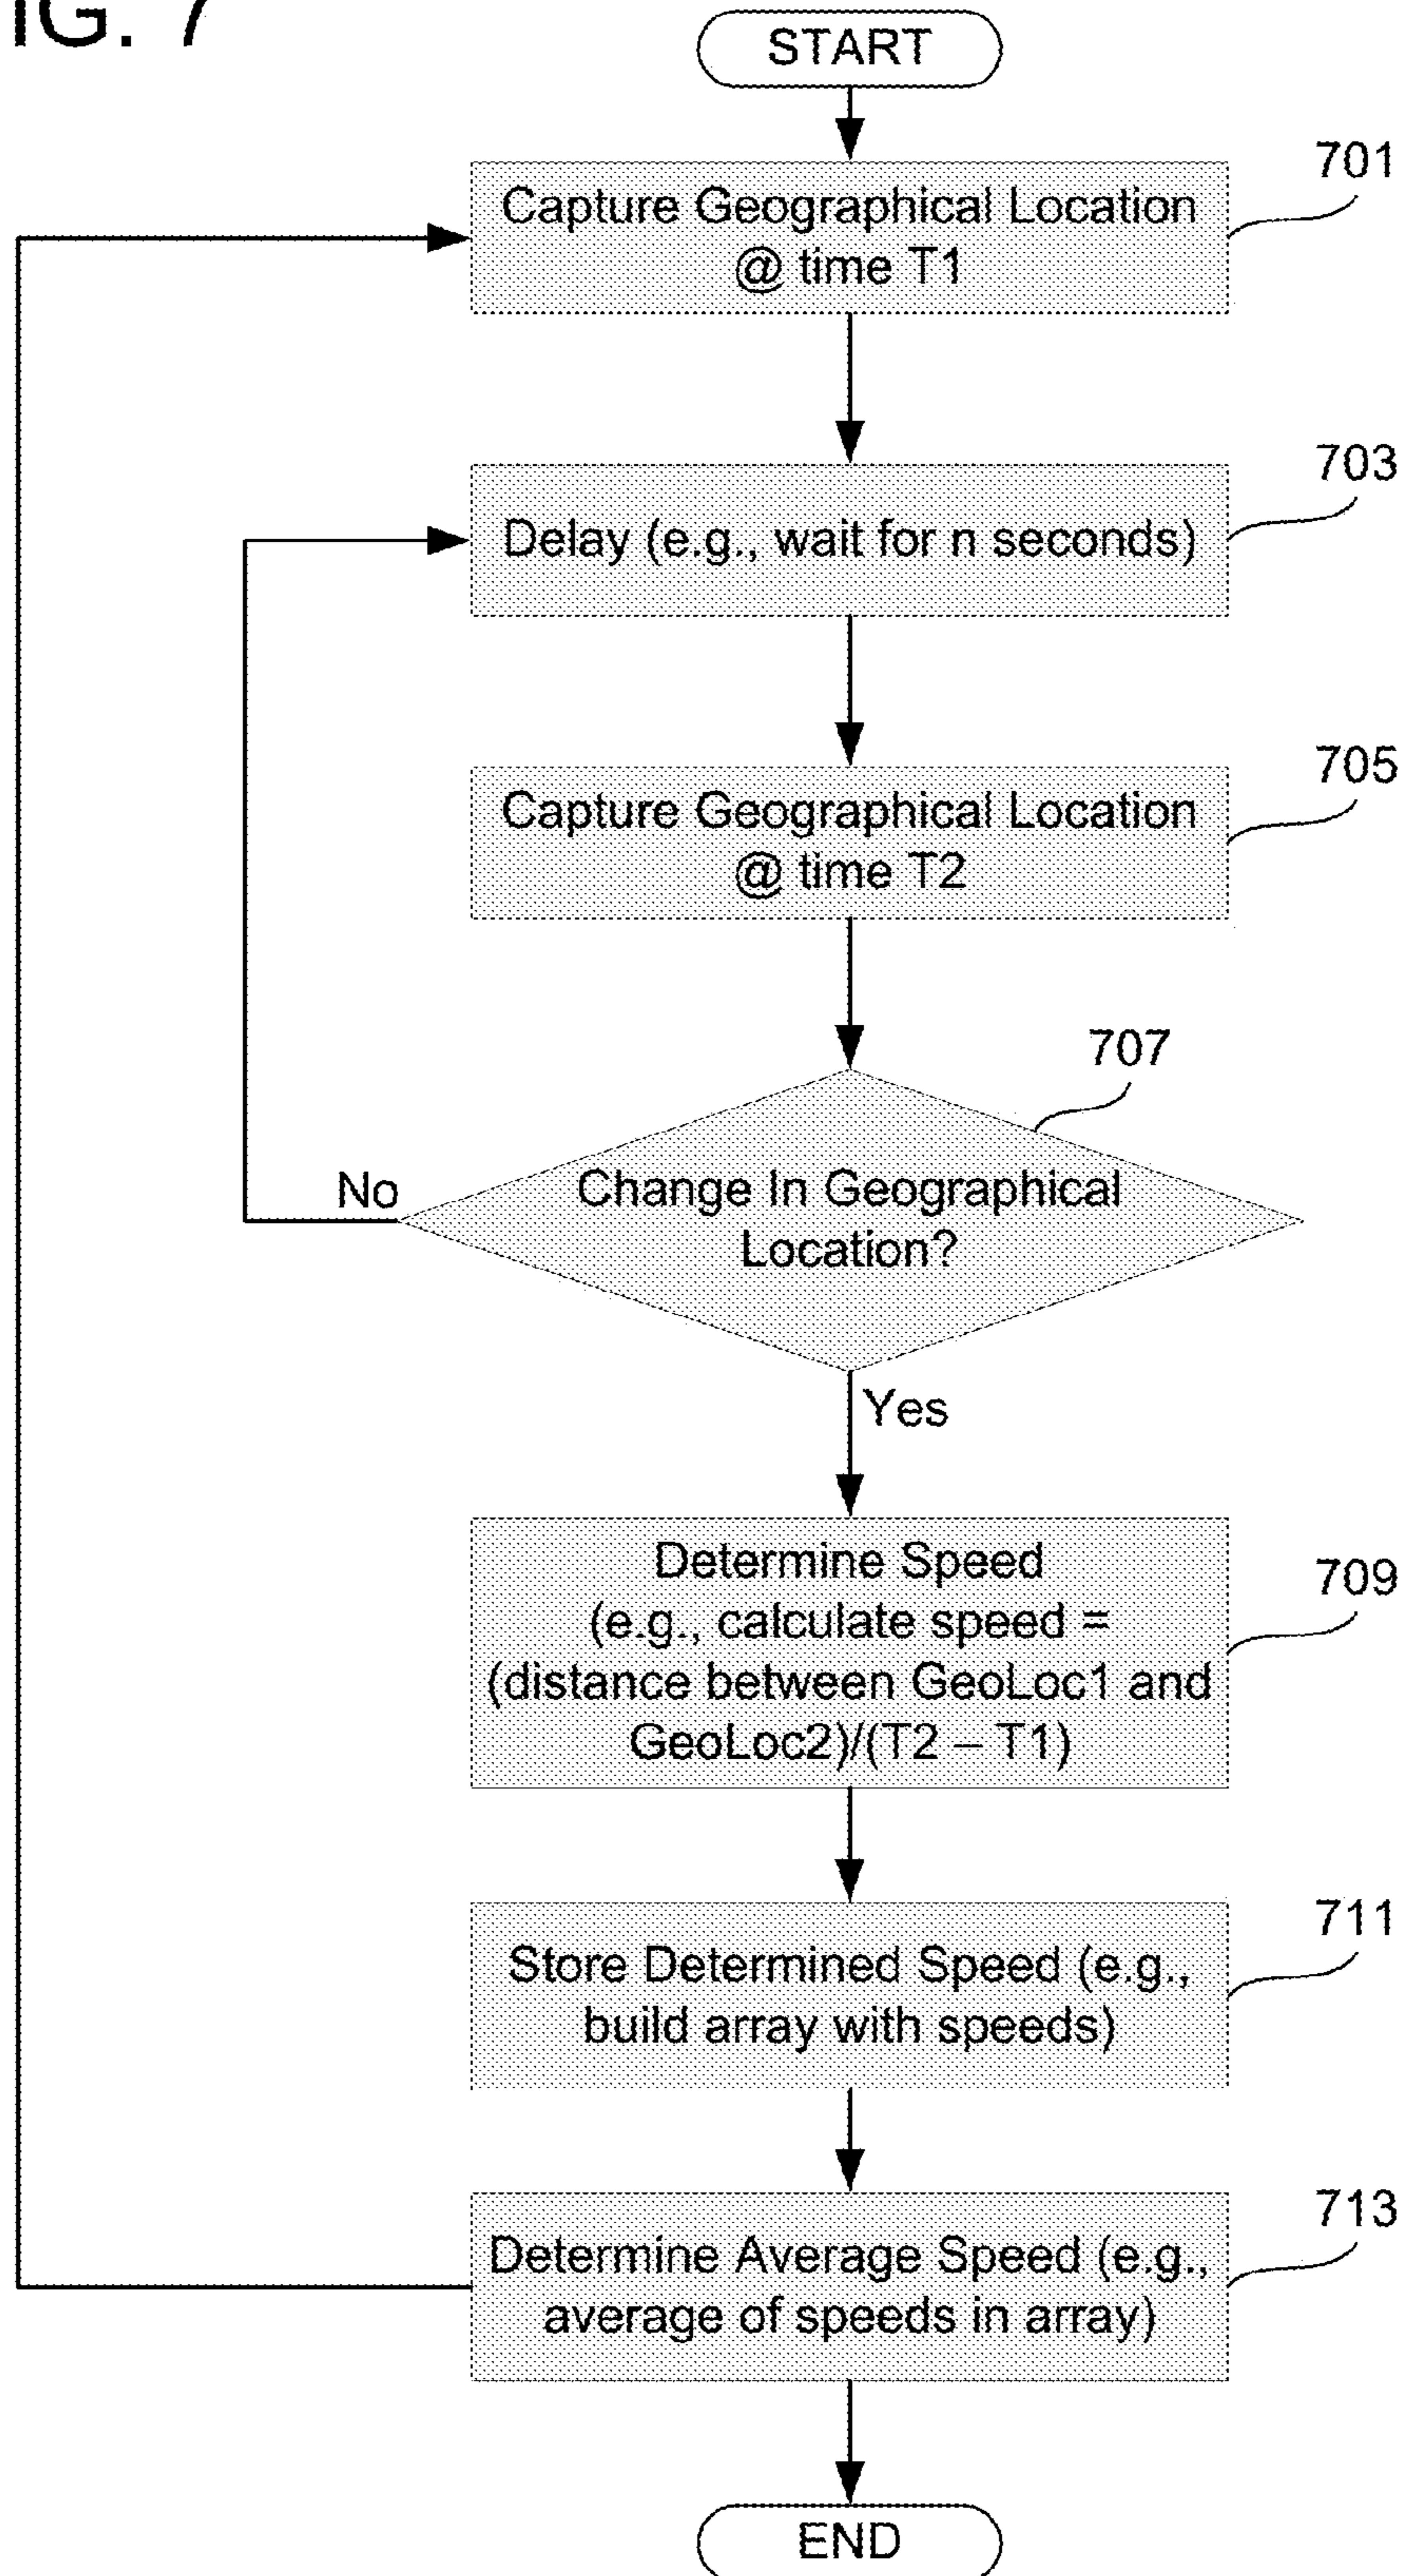 IG. 7
START
701
Capture Geographical Location
@ time T1
703
Delay (e.g., wait for n seconds)
705
Capture Geographical Location
@ time T2
707
Change In Geographical
Location?
No
Yes
Determine Speed
709
(e.g., calculate speed =
(distance between GeoLoc1 and
GeoLoc2)/(T2 – T1)
711
Store Determined Speed (e.g.,
build array with speeds)
713
Determine Average Speed (e.g.,
average of speeds in array)
END